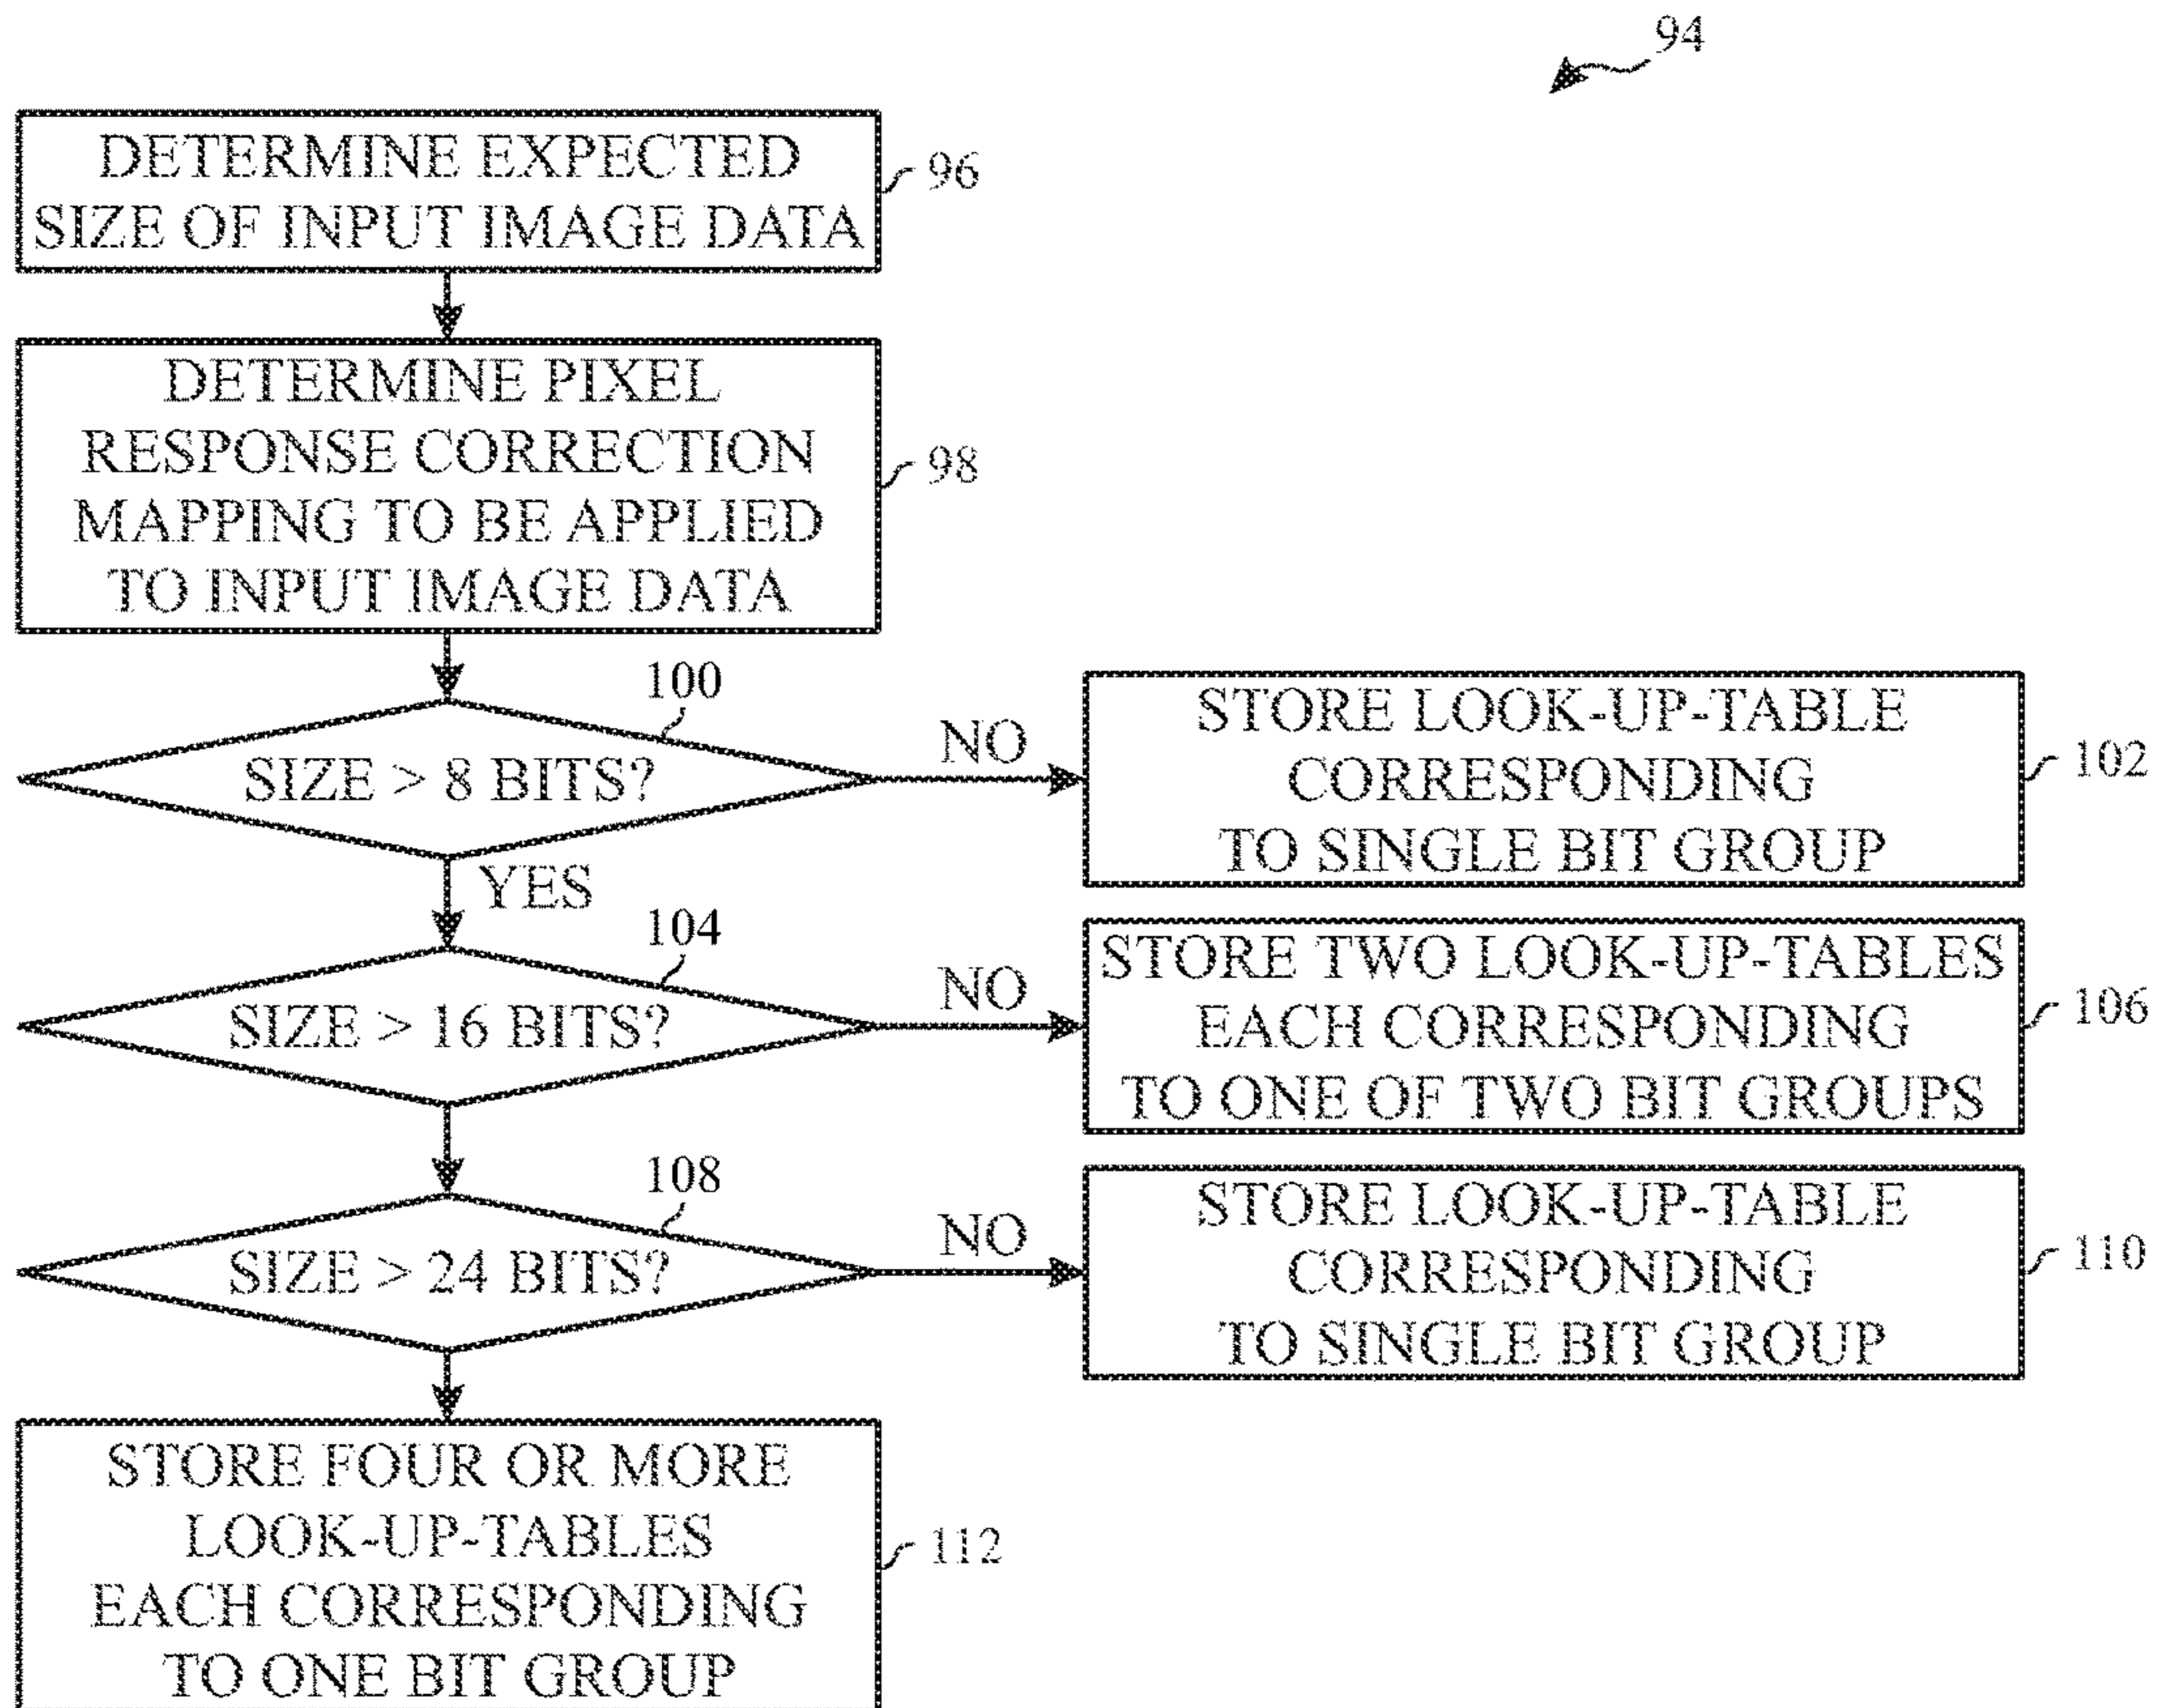 94
DETERMINE EXPECTED
SIZE OF INPUT IMAGE DATA
96
DETERMINE PIXEL
RESPONSE CORRECTION
MAPPING TO BE APPLIED
TO INPUT IMAGE DATA
98
100
SIZE > 8 BITS?
NO
STORE LOOK-UP-TABLE
CORRESPONDING
TO SINGLE BIT GROUP
102
YES
104
SIZE > 16 BITS?
NO
STORE TWO LOOK-UP-TABLES
EACH CORRESPONDING
TO ONE OF TWO BIT GROUPS
106
108
SIZE > 24 BITS?
NO
STORE LOOK-UP-TABLE
CORRESPONDING
TO SINGLE BIT GROUP
110
STORE FOUR OR MORE
LOOK-UP-TABLES
EACH CORRESPONDING
TO ONE BIT GROUP
112